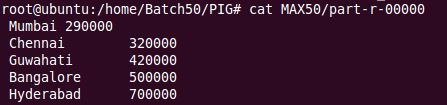 root@ubuntu:/home/Batch50/PIG# cat MAX50/part-r-00000
Mumbai 290000
Chennai 320000
Guwahati 420000
Bangalore 500000
Hyderabad 700000